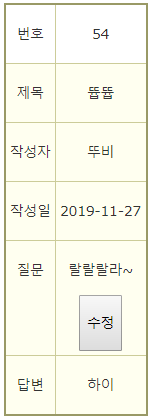 번호 54
제목 뜹뜹
작성자 뚜비
작성일 2019-11-27
질문 랄랄랄라~
수정
답변 하이